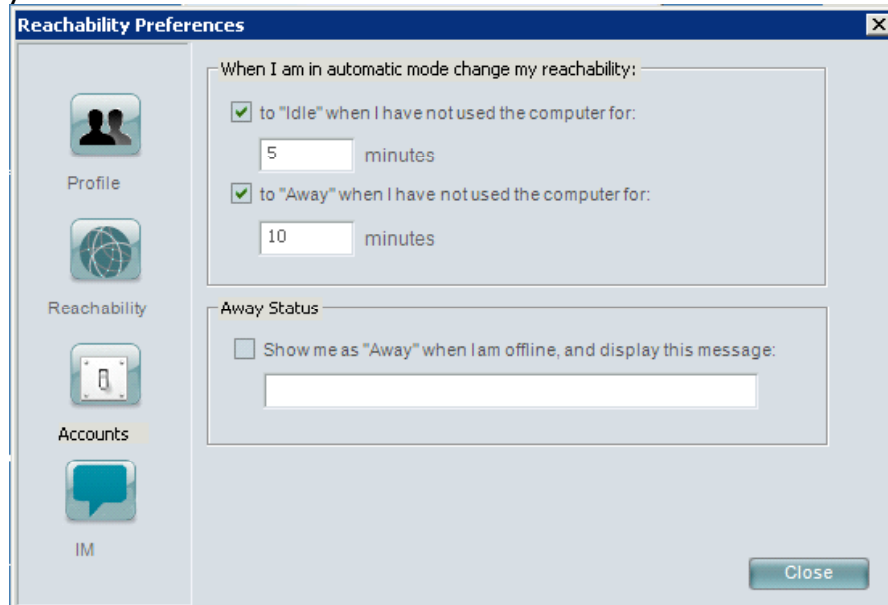 Reachability Preferences
Profile
Reachability
Accounts
IM
When I am in automatic mode change my reachability:
to "Idle" when I have not used the computer for:
5 minutes
to "Away" when I have not used the computer for:
10 minutes
Away Status
Show me as "Away" when I am offline, and display this message:
Close